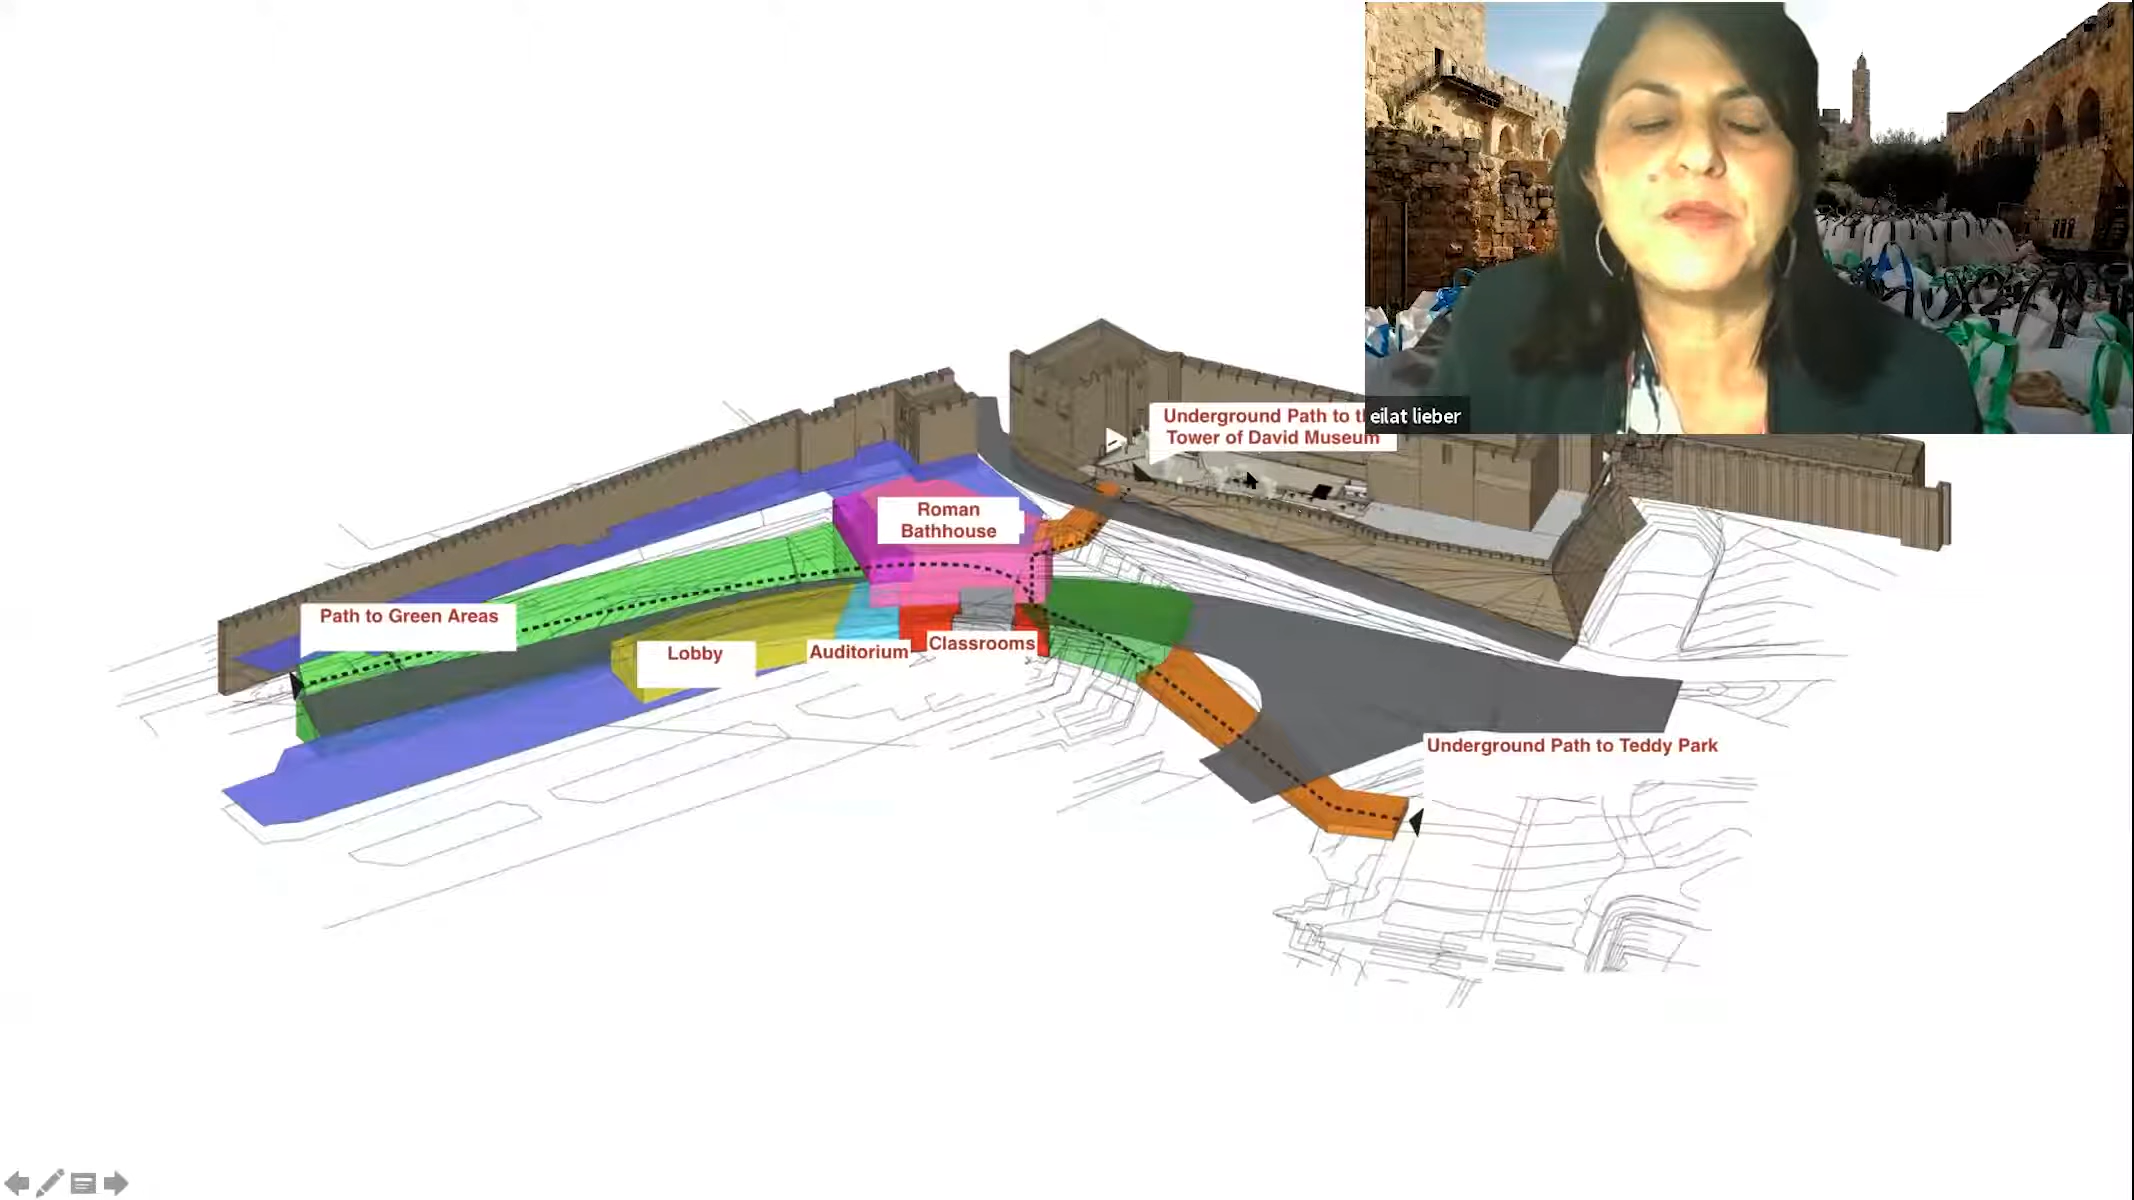 Underground Path to t
Tower of David Museum
eilat lieber
Roman
Bathhouse
Path to Green Areas
Lobby
Auditorium
Classrooms
Underground Path to Teddy Park